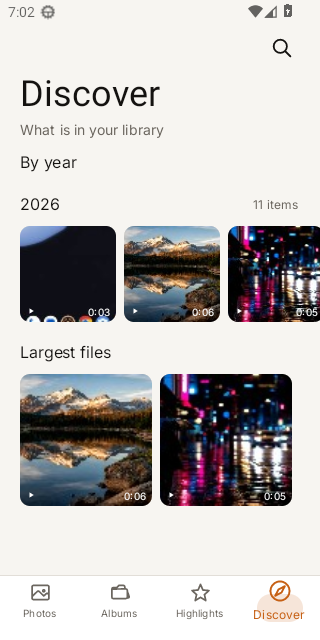 7:02
Discover
What is in your library
By year
2026
11 items
0:03
0:06
0:05
Largest files
0:06
0:05
Photos
Albums
Highlights
Discover